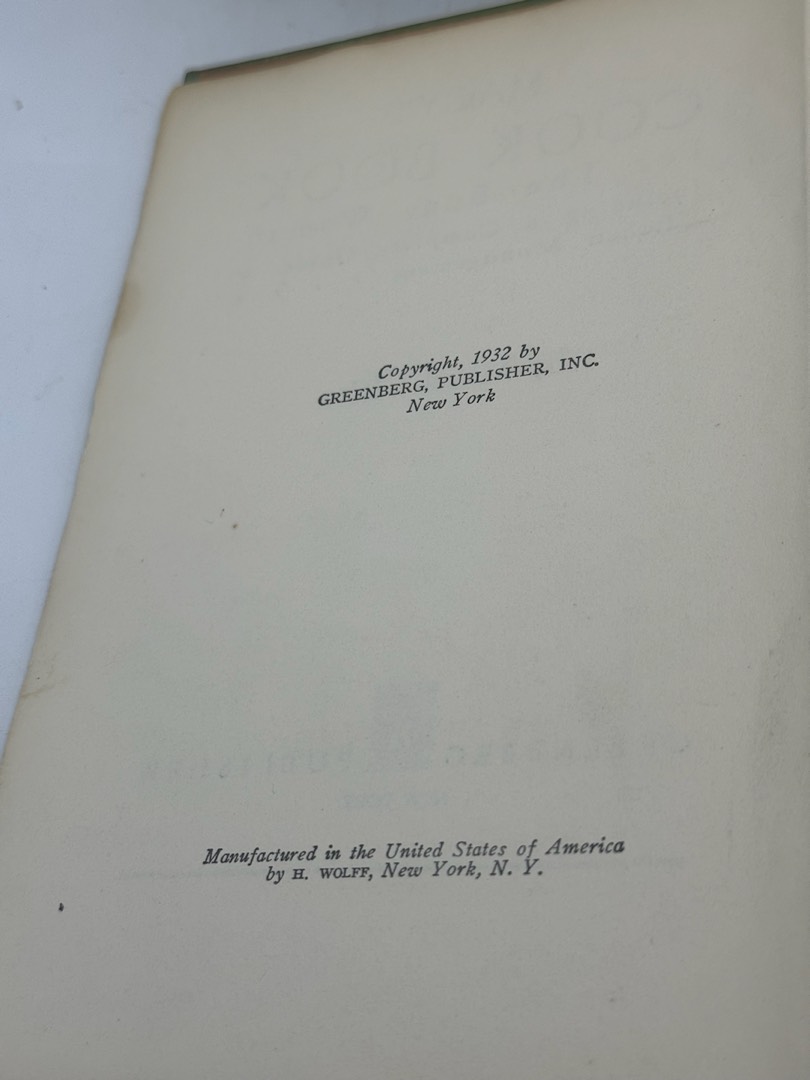 Copyright, 1932 by
GREENBERG, PUBLISHER, INC.
New York
Manufactured in the United States of America
by H. WOLFF, New York, N. Y.